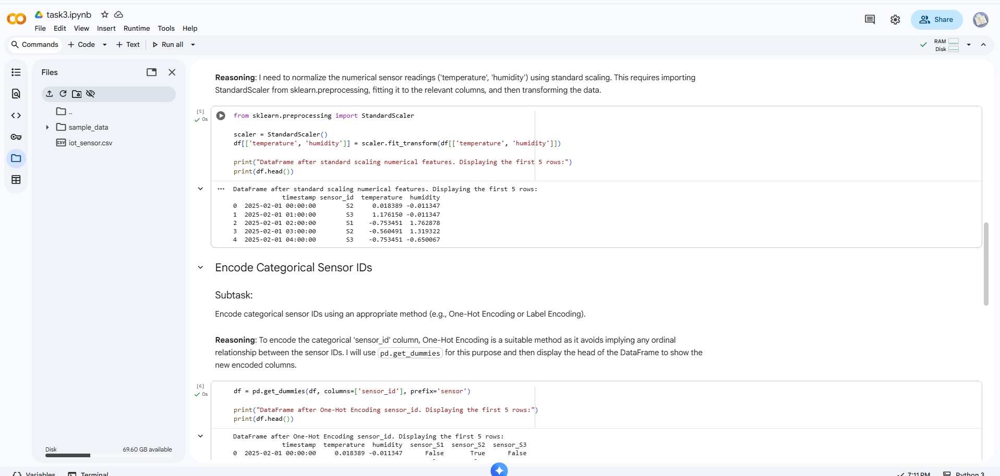 task3.ipynb
File Edit View Insert Runtime Tools Help
Share
Commands + Code + Text Run all
RAM
Disk
Files
..
sample_data
iot_sensor.csv
Disk 69.60 GB available
Reasoning: I need to normalize the numerical sensor readings ('temperature', 'humidity') using standard scaling. This requires importing
StandardScaler from sklearn.preprocessing, fitting it to the relevant columns, and then transforming the data.
[5]
0s
from sklearn.preprocessing import StandardScaler
scaler = StandardScaler()
df[['temperature', 'humidity']] = scaler.fit_transform(df[['temperature', 'humidity']])
print("DataFrame after standard scaling numerical features. Displaying the first 5 rows:")
print(df.head())
DataFrame after standard scaling numerical features. Displaying the first 5 rows:
timestamp sensor_id temperature humidity
0 2025-02-01 00:00:00 S2 0.018389 -0.011347
1 2025-02-01 01:00:00 S3 1.176150 -0.011347
2 2025-02-01 02:00:00 S1 -0.753451 1.762878
3 2025-02-01 03:00:00 S2 -0.560491 1.319322
4 2025-02-01 04:00:00 S3 -0.753451 -0.650067
Encode Categorical Sensor IDs
Subtask:
Encode categorical sensor IDs using an appropriate method (e.g., One-Hot Encoding or Label Encoding).
Reasoning: To encode the categorical 'sensor_id' column, One-Hot Encoding is a suitable method as it avoids implying any ordinal
relationship between the sensor IDs. I will use pd.get_dummies for this purpose and then display the head of the DataFrame to show the
new encoded columns.
[6]
0s
df = pd.get_dummies(df, columns=['sensor_id'], prefix='sensor')
print("DataFrame after One-Hot Encoding sensor_id. Displaying the first 5 rows:")
print(df.head())
DataFrame after One-Hot Encoding sensor_id. Displaying the first 5 rows:
timestamp temperature humidity sensor_S1 sensor_S2 sensor_S3
0 2025-02-01 00:00:00 0.018389 -0.011347 False True False
Variables Terminal
7:11 PM Python 3